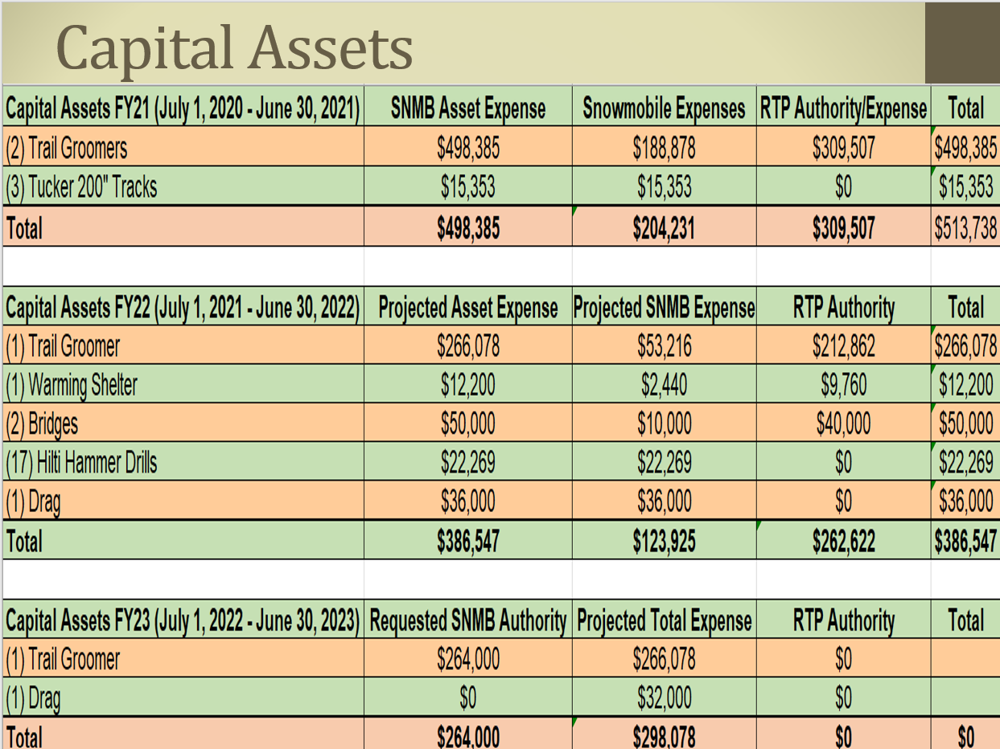 Capital Assets
Capital Assets FY21 (July 1, 2020 - June 30, 2021) SNMB Asset Expense Snowmobile Expenses RTP Authority/Expense Total
(2) Trail Groomers $498,385 $188,878 $309,507 $498,385
(3) Tucker 200" Tracks $15,353 $15,353 $0 $15,353
Total $498,385 $204,231 $309,507 $513,738
Capital Assets FY22 (July 1, 2021 - June 30, 2022) Projected Asset Expense Projected SNMB Expense RTP Authority Total
(1) Trail Groomer $266,078 $53,216 $212,862 $266,078
(1) Warming Shelter $12,200 $2,440 $9,760 $12,200
(2) Bridges $50,000 $10,000 $40,000 $50,000
(17) Hilti Hammer Drills $22,269 $22,269 $0 $22,269
(1) Drag $36,000 $36,000 $0 $36,000
Total $386,547 $123,925 $262,622 $386,547
Capital Assets FY23 (July 1, 2022 - June 30, 2023) Requested SNMB Authority Projected Total Expense RTP Authority Total
(1) Trail Groomer $264,000 $266,078 $0
(1) Drag $0 $32,000 $0
Total $264,000 $298,078 $0 $0